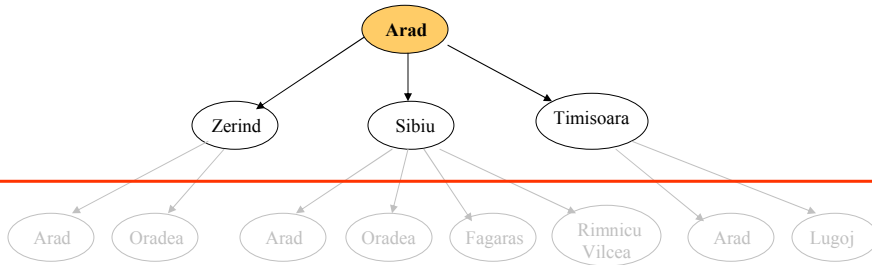 Arad
Zerind
Sibiu
Timisoara
Arad
Oradea
Arad
Oradea
Fagaras
Rimnicu
Vilcea
Arad
Lugoj